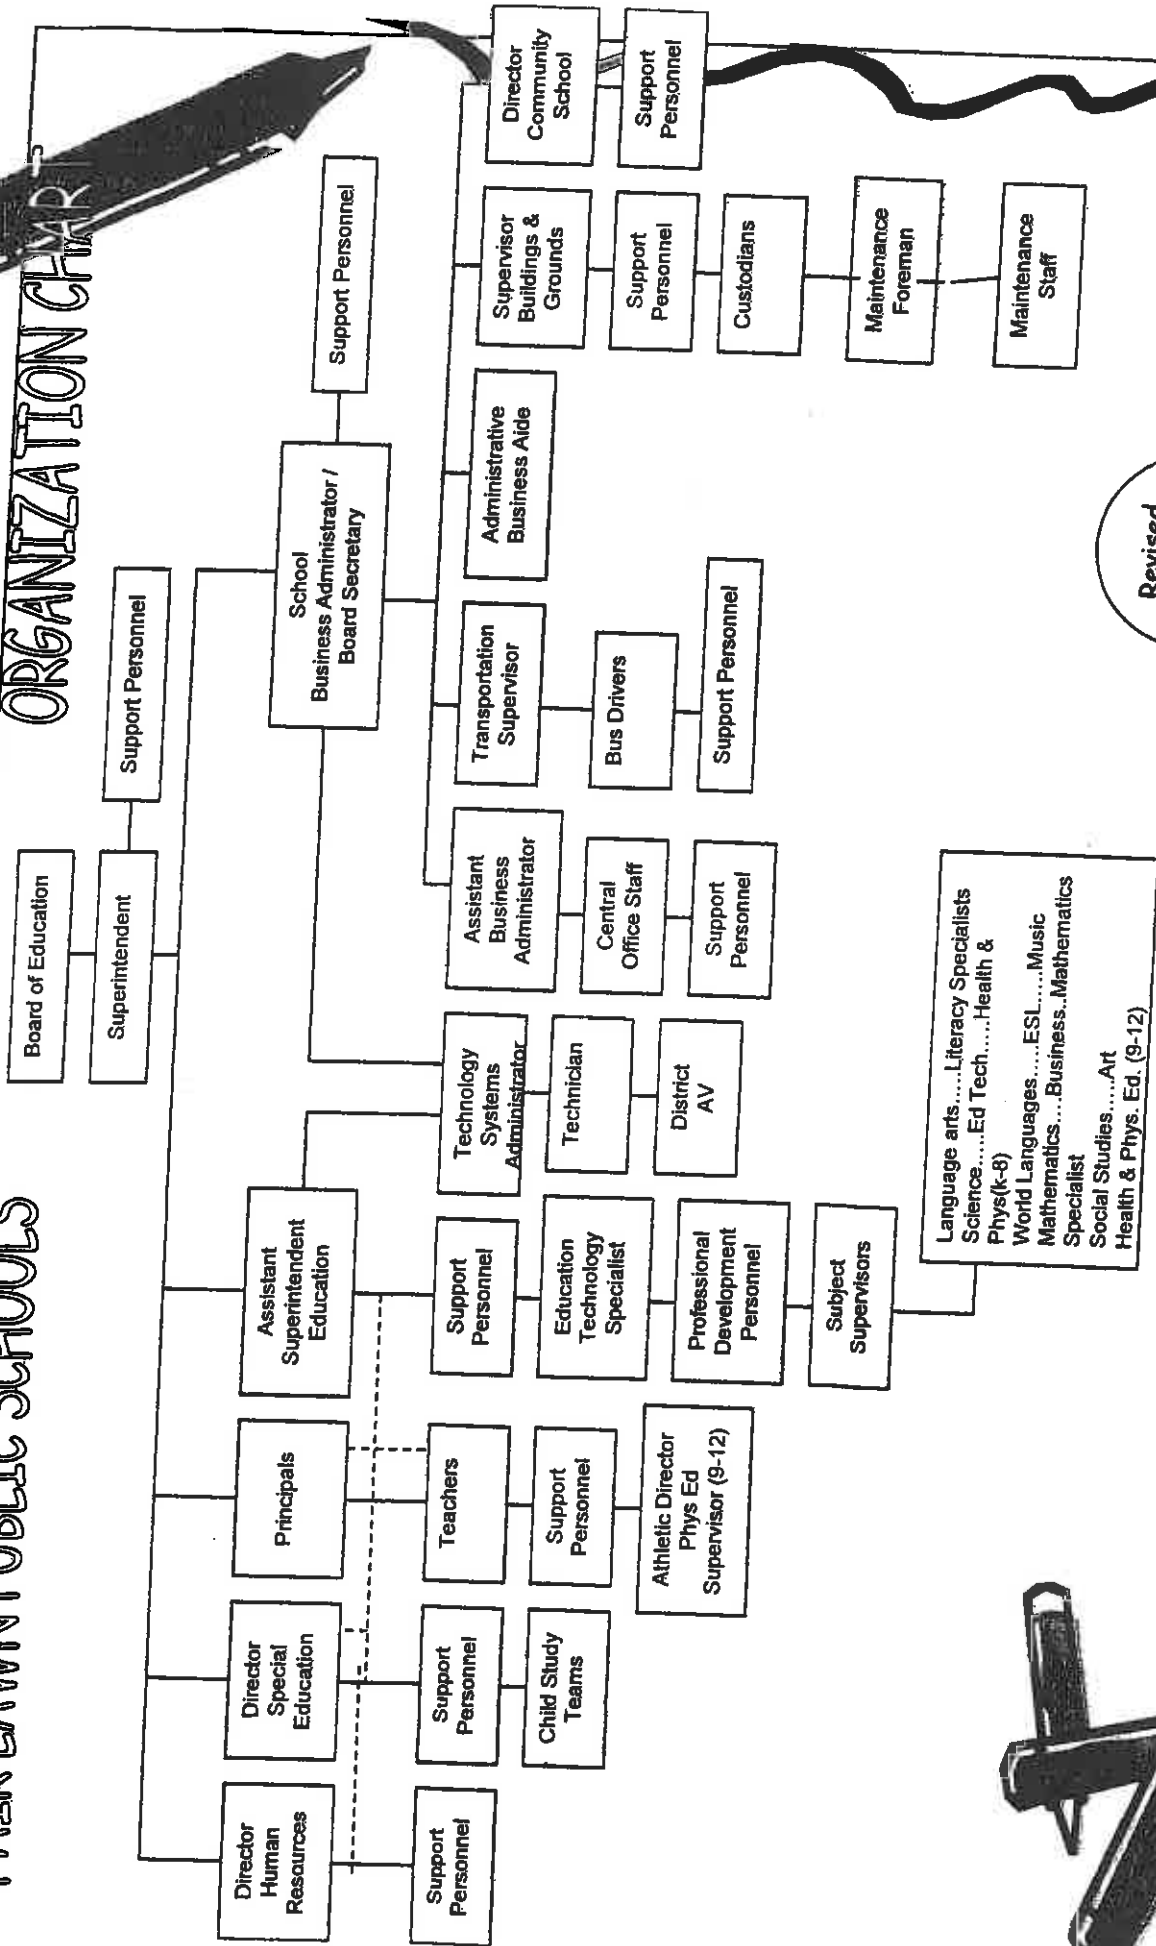 FAIR LAWN PUBLIC SCHOOLS
ORGANIZATION CHART
Board of Education
Superintendent
Support Personnel
Director
Human
Resources
Director
Special
Education
Principals
Assistant
Superintendent
Education
School
Business Administrator /
Board Secretary
Support Personnel
Support
Personnel
Support
Personnel
Child Study
Teams
Teachers
Support
Personnel
Athletic Director
Phys Ed
Supervisor (9-12)
Support
Personnel
Education
Technology
Specialist
Professional
Development
Personnel
Subject
Supervisors
Language arts.....Literacy Specialists
Science.....Ed Tech.....Health &
Phys(k-8)
World Languages.....ESL.....Music
Mathematics....Business..Mathematics
Specialist
Social Studies.....Art
Health & Phys. Ed. (9-12)
Technology
Systems
Administrator
Technician
District
AV
Assistant
Business
Administrator
Central
Office Staff
Support
Personnel
Transportation
Supervisor
Bus Drivers
Support Personnel
Administrative
Business Aide
Supervisor
Buildings &
Grounds
Support
Personnel
Custodians
Maintenance
Foreman
Maintenance
Staff
Director
Community
School
Support
Personnel
Revised